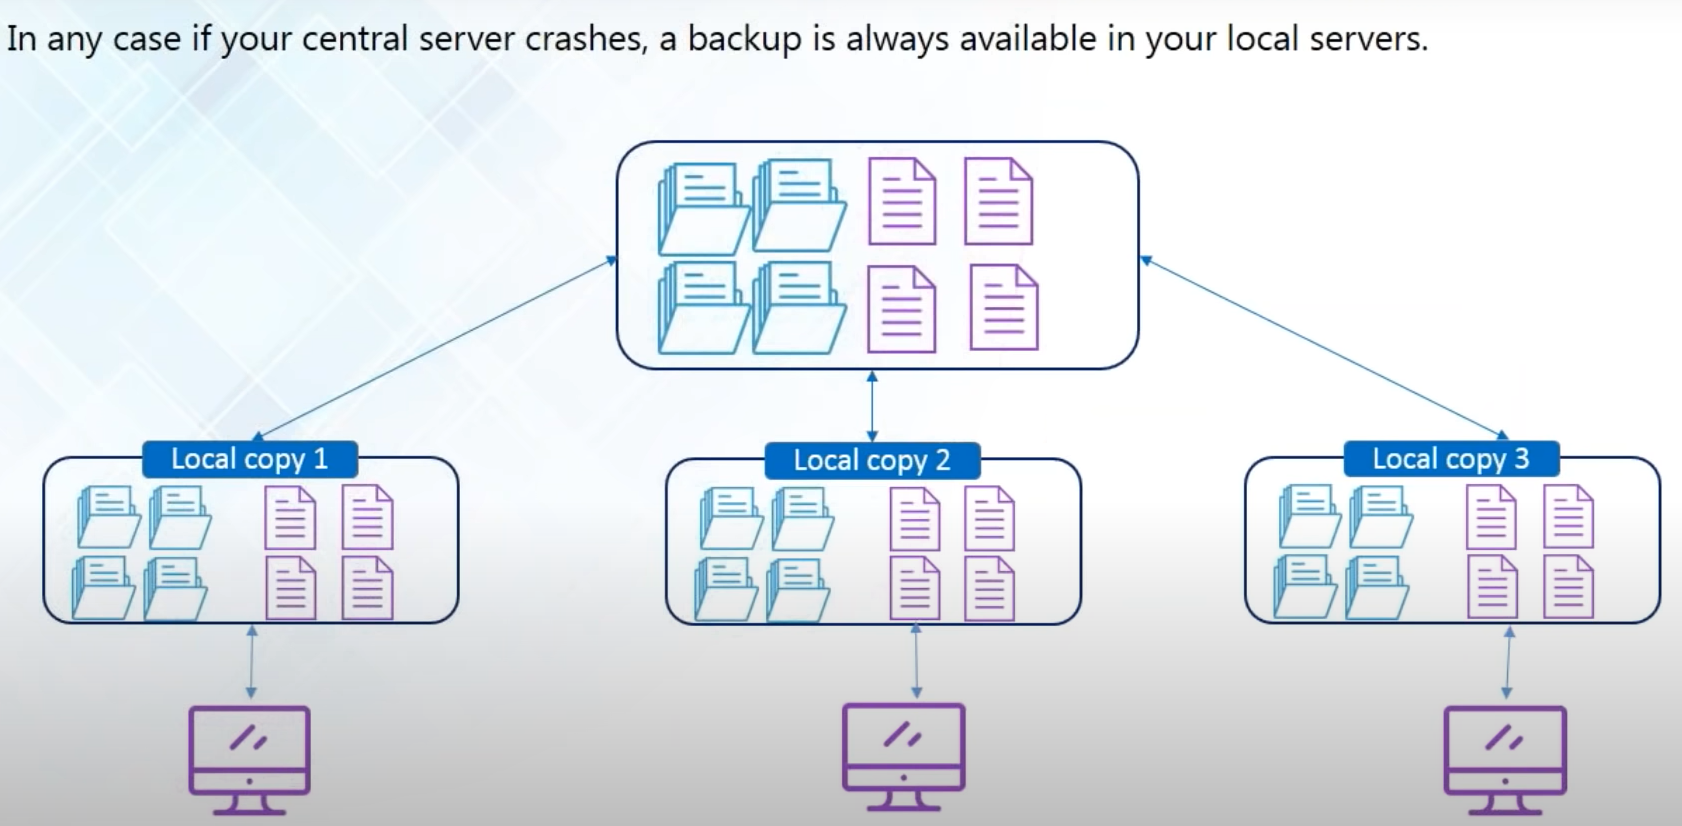 In any case if your central server crashes, a backup is always available in your local servers.
Local copy 1
Local copy 2
Local copy 3